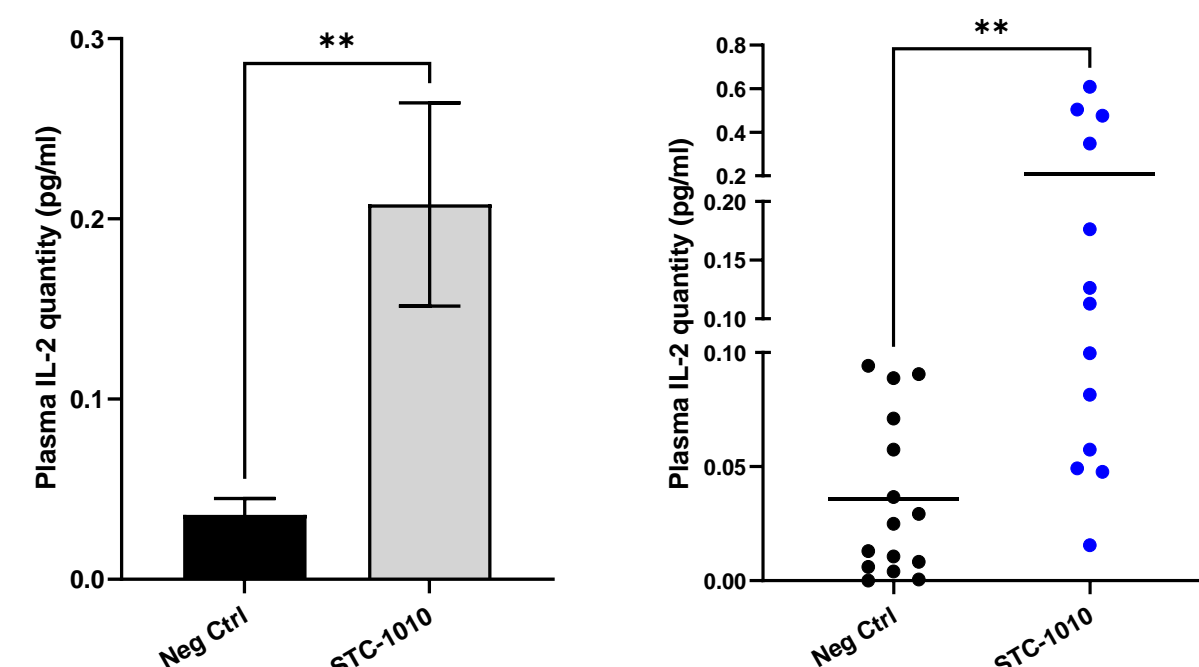 **
0.3
0.2
0.1
0.0
Plasma IL-2 quantity (pg/ml)
Neg Ctrl
STC-1010
**
0.8
0.6
0.4
0.2
0.20
0.15
0.10
0.10
0.05
0.00
Plasma IL-2 quantity (pg/ml)
Neg Ctrl
STC-1010